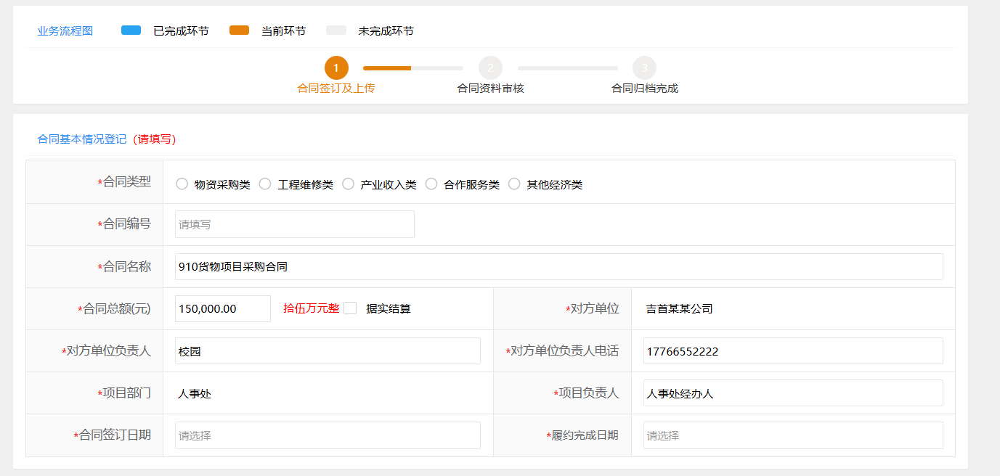 业务流程图 已完成环节 当前环节 未完成环节
1 2 3
合同签订及上传 合同资料审核 合同归档完成
合同基本情况登记 (请填写)
*合同类型 物资采购类 工程维修类 产业收入类 合作服务类 其他经济类
*合同编号 请填写
*合同名称 910货物项目采购合同
*合同总额(元) 150,000.00 拾伍万元整 据实结算 *对方单位 吉首某某公司
*对方单位负责人 校园 *对方单位负责人电话 17766552222
*项目部门 人事处 *项目负责人 人事处经办人
*合同签订日期 请选择 *履约完成日期 请选择